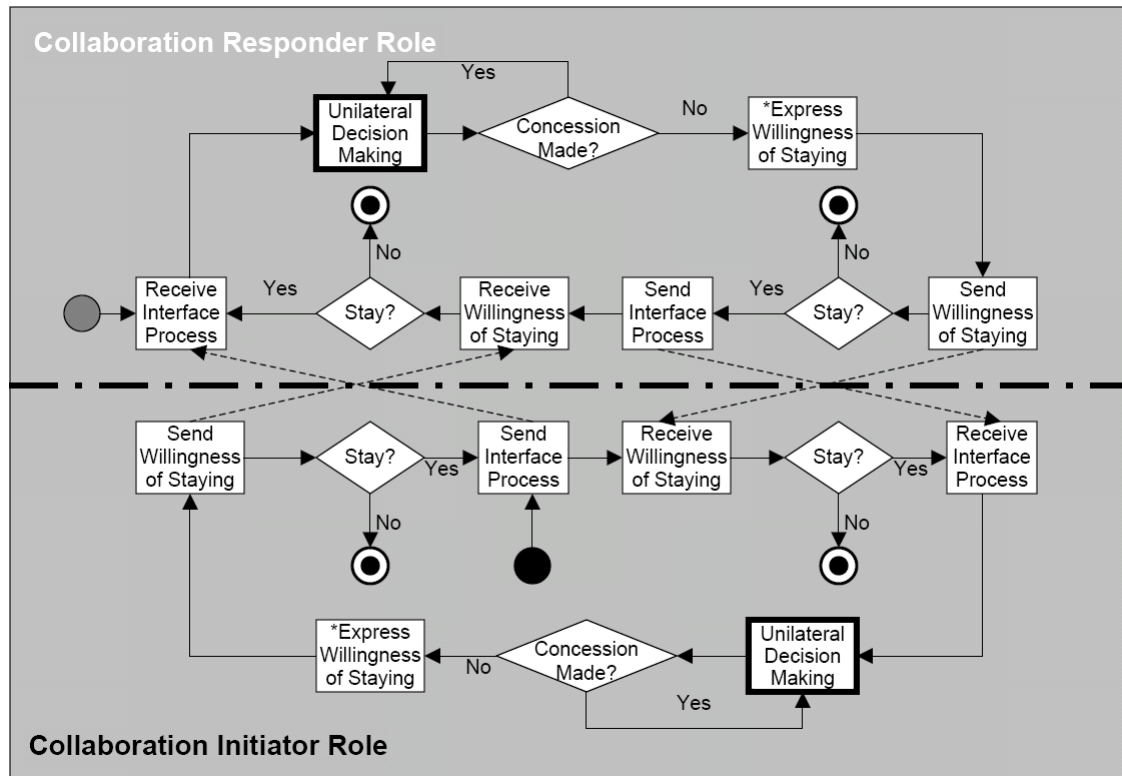 Collaboration Responder Role
Yes
Unilateral
Decision
Making
Concession
Made?
No
*Express
Willingness
of Staying
No
No
Receive
Interface
Process
Yes
Stay?
Receive
Willingness
of Staying
Send
Interface
Process
Yes
Stay?
Send
Willingness
of Staying
Send
Willingness
of Staying
Stay?
Yes
Send
Interface
Process
Receive
Willingness
of Staying
Stay?
Yes
Receive
Interface
Process
No
No
*Express
Willingness
of Staying
No
Concession
Made?
Unilateral
Decision
Making
Yes
Collaboration Initiator Role